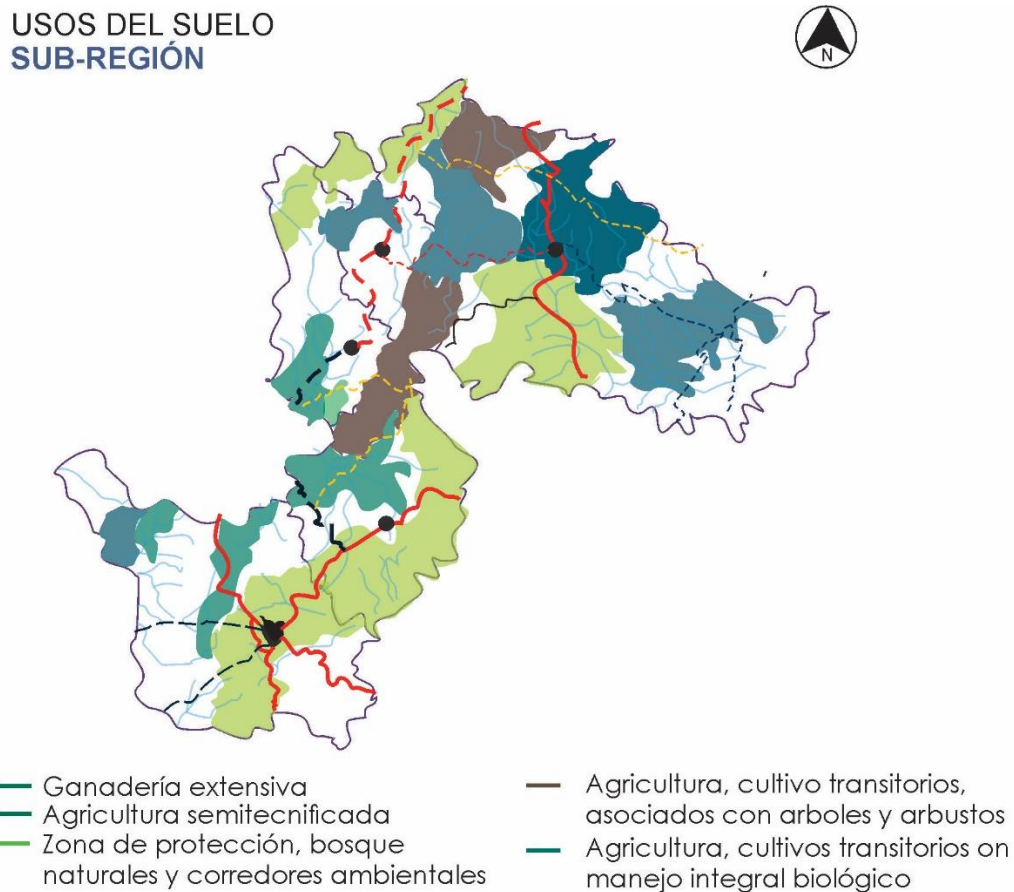 USOS DEL SUELO
SUB-REGIÓN
N
Ganadería extensiva
Agricultura semitecnificada
Zona de protección, bosque
naturales y corredores ambientales
Agricultura, cultivo transitorios,
asociados con arboles y arbustos
Agricultura, cultivos transitorios on
manejo integral biológico